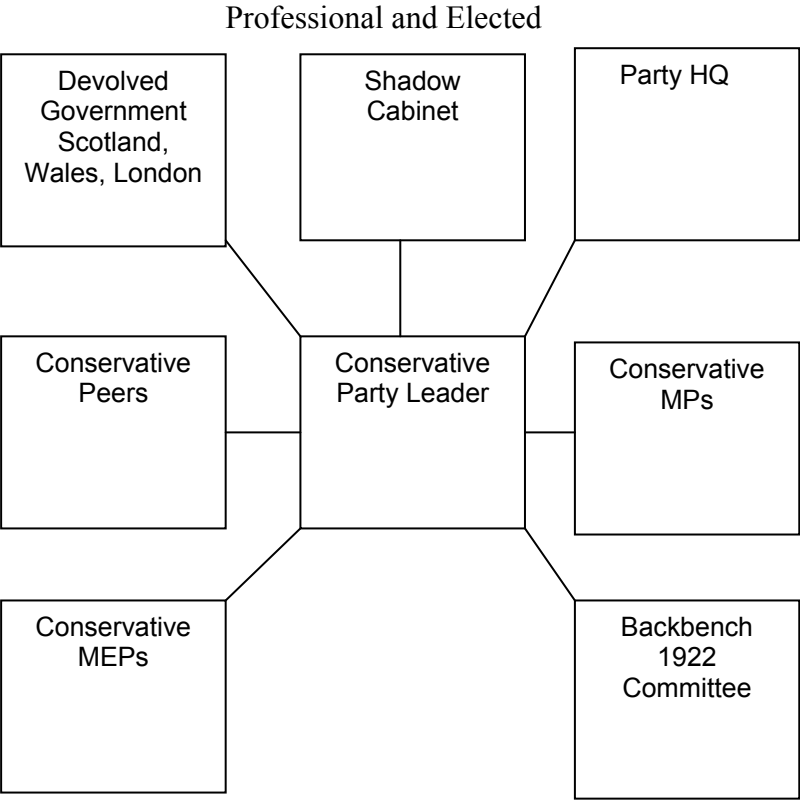 Professional and Elected
Devolved
Government
Scotland,
Wales, London
Shadow
Cabinet
Party HQ
Conservative
Peers
Conservative
Party Leader
Conservative
MPs
Conservative
MEPs
Backbench
1922
Committee